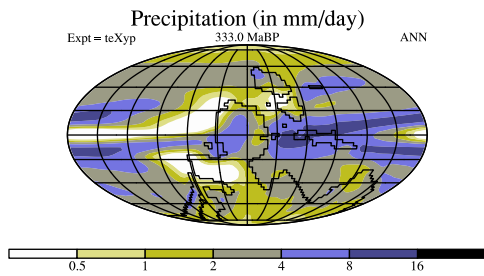 Precipitation (in mm/day)
Expt = teXyp 333.0 MaBP ANN
0.5 1 2 4 8 16